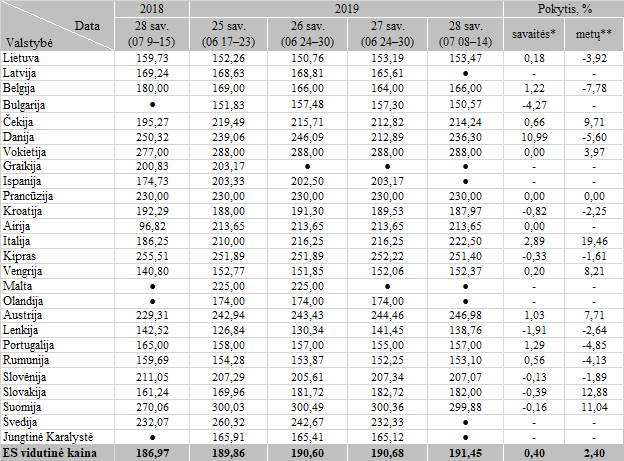 Data
Valstybė
2018
2019
Pokytis, %
28 sav.
(07 9–15)
25 sav.
(06 17–23)
26 sav.
(06 24–30)
27 sav.
(06 24–30)
28 sav.
(07 08–14)
savaitės*
metų**
Lietuva 159,73 152,26 150,76 153,19 153,47 0,18 -3,92
Latvija 169,24 168,63 168,81 165,61 ● - -
Belgija 180,00 169,00 166,00 164,00 166,00 1,22 -7,78
Bulgarija ● 151,83 157,48 157,30 150,57 -4,27 -
Čekija 195,27 219,49 215,71 212,82 214,24 0,66 9,71
Danija 250,32 239,06 246,09 212,89 236,30 10,99 -5,60
Vokietija 277,00 288,00 288,00 288,00 288,00 0,00 3,97
Graikija 200,83 203,17 ● ● ● - -
Ispanija 174,73 203,33 202,50 203,17 ● - -
Prancūzija 230,00 230,00 230,00 230,00 230,00 0,00 0,00
Kroatija 192,29 188,00 191,30 189,53 187,97 -0,82 -2,25
Airija 96,82 213,65 213,65 213,65 213,65 0,00 -
Italija 186,25 210,00 216,25 216,25 222,50 2,89 19,46
Kipras 255,51 251,89 251,89 252,22 251,40 -0,33 -1,61
Vengrija 140,80 152,77 151,85 152,06 152,37 0,20 8,21
Malta ● 225,00 225,00 ● ● - -
Olandija ● 174,00 174,00 174,00 ● - -
Austrija 229,31 242,94 243,43 244,46 246,98 1,03 7,71
Lenkija 142,52 126,84 130,34 141,45 138,76 -1,91 -2,64
Portugalija 165,00 158,00 157,00 155,00 157,00 1,29 -4,85
Rumunija 159,69 154,28 153,87 152,25 153,10 0,56 -4,13
Slovėnija 211,05 207,29 205,61 207,34 207,07 -0,13 -1,89
Slovakija 161,24 169,96 181,72 182,72 182,00 -0,39 12,88
Suomija 270,06 300,03 300,49 300,36 299,88 -0,16 11,04
Švedija 232,07 260,32 242,67 232,33 ● - -
Jungtinė Karalystė ● 165,91 165,41 165,12 ● - -
ES vidutinė kaina 186,97 189,86 190,60 190,68 191,45 0,40 2,40